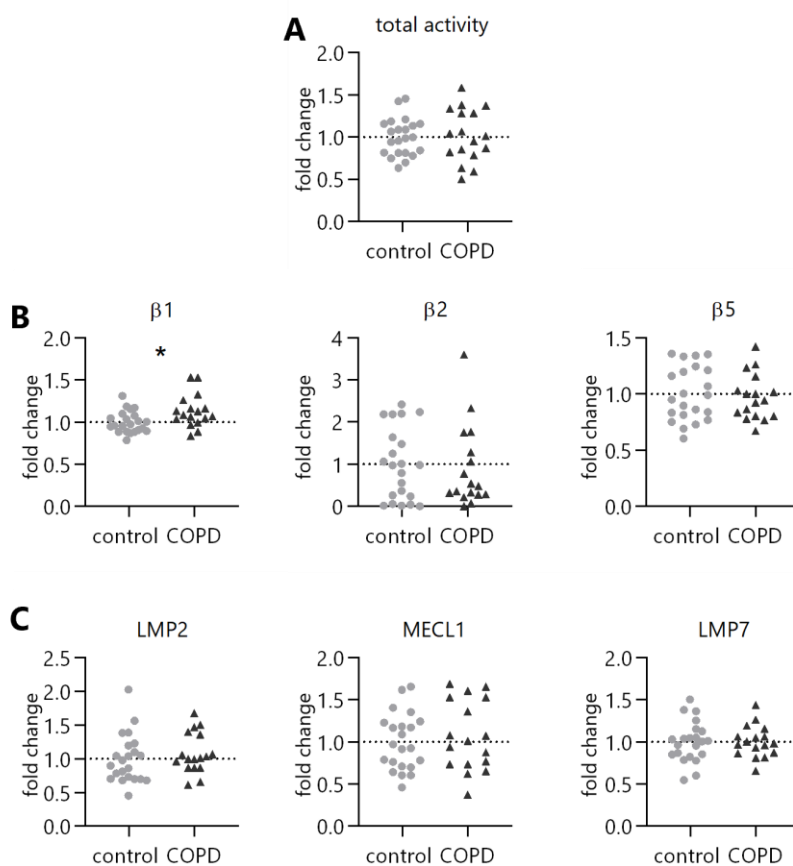 A
total activity
fold change
2.0
1.5
1.0
0.5
0.0
control COPD
B
β1
fold change
2.0
1.5
1.0
0.5
0.0
*
control COPD
β2
fold change
4
3
2
1
0
control COPD
β5
fold change
1.5
1.0
0.5
0.0
control COPD
C
LMP2
fold change
2.5
2.0
1.5
1.0
0.5
0.0
control COPD
MECL1
fold change
2.0
1.5
1.0
0.5
0.0
control COPD
LMP7
fold change
2.0
1.5
1.0
0.5
0.0
control COPD